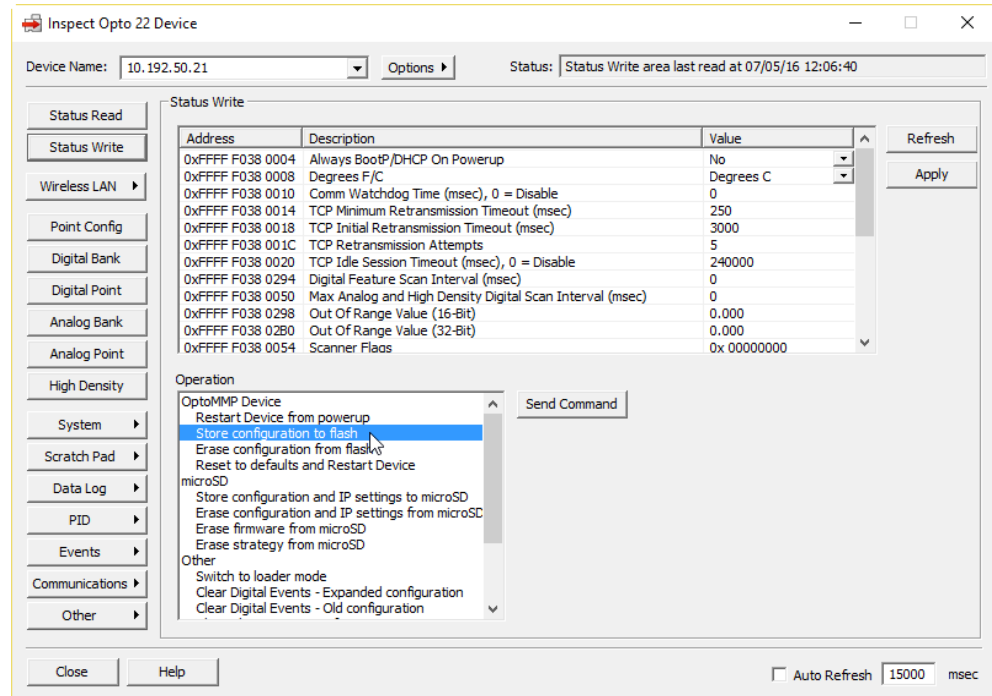 Inspect Opto 22 Device
Device Name: 10.192.50.21 Options Status: Status Write area last read at 07/05/16 12:06:40
Status Read
Status Write
Wireless LAN
Point Config
Digital Bank
Digital Point
Analog Bank
Analog Point
High Density
System
Scratch Pad
Data Log
PID
Events
Communications
Other
Status Write
Address Description Value
0xFFFF F038 0004 Always BootP/DHCP On Powerup No
0xFFFF F038 0008 Degrees F/C Degrees C
0xFFFF F038 0010 Comm Watchdog Time (msec), 0 = Disable 0
0xFFFF F038 0014 TCP Minimum Retransmission Timeout (msec) 250
0xFFFF F038 0018 TCP Initial Retransmission Timeout (msec) 3000
0xFFFF F038 001C TCP Retransmission Attempts 5
0xFFFF F038 0020 TCP Idle Session Timeout (msec), 0 = Disable 240000
0xFFFF F038 0294 Digital Feature Scan Interval (msec) 0
0xFFFF F038 0050 Max Analog and High Density Digital Scan Interval (msec) 0
0xFFFF F038 0298 Out Of Range Value (16-Bit) 0.000
0xFFFF F038 02B0 Out Of Range Value (32-Bit) 0.000
0xFFFF F038 0054 Scanner Flags 0x 00000000
Refresh
Apply
Operation
OptoMMP Device
Restart Device from powerup
Store configuration to flash
Erase configuration from flash
Reset to defaults and Restart Device
microSD
Store configuration and IP settings to microSD
Erase configuration and IP settings from microSD
Erase firmware from microSD
Erase strategy from microSD
Other
Switch to loader mode
Clear Digital Events - Expanded configuration
Clear Digital Events - Old configuration
Send Command
Close Help Auto Refresh 15000 msec